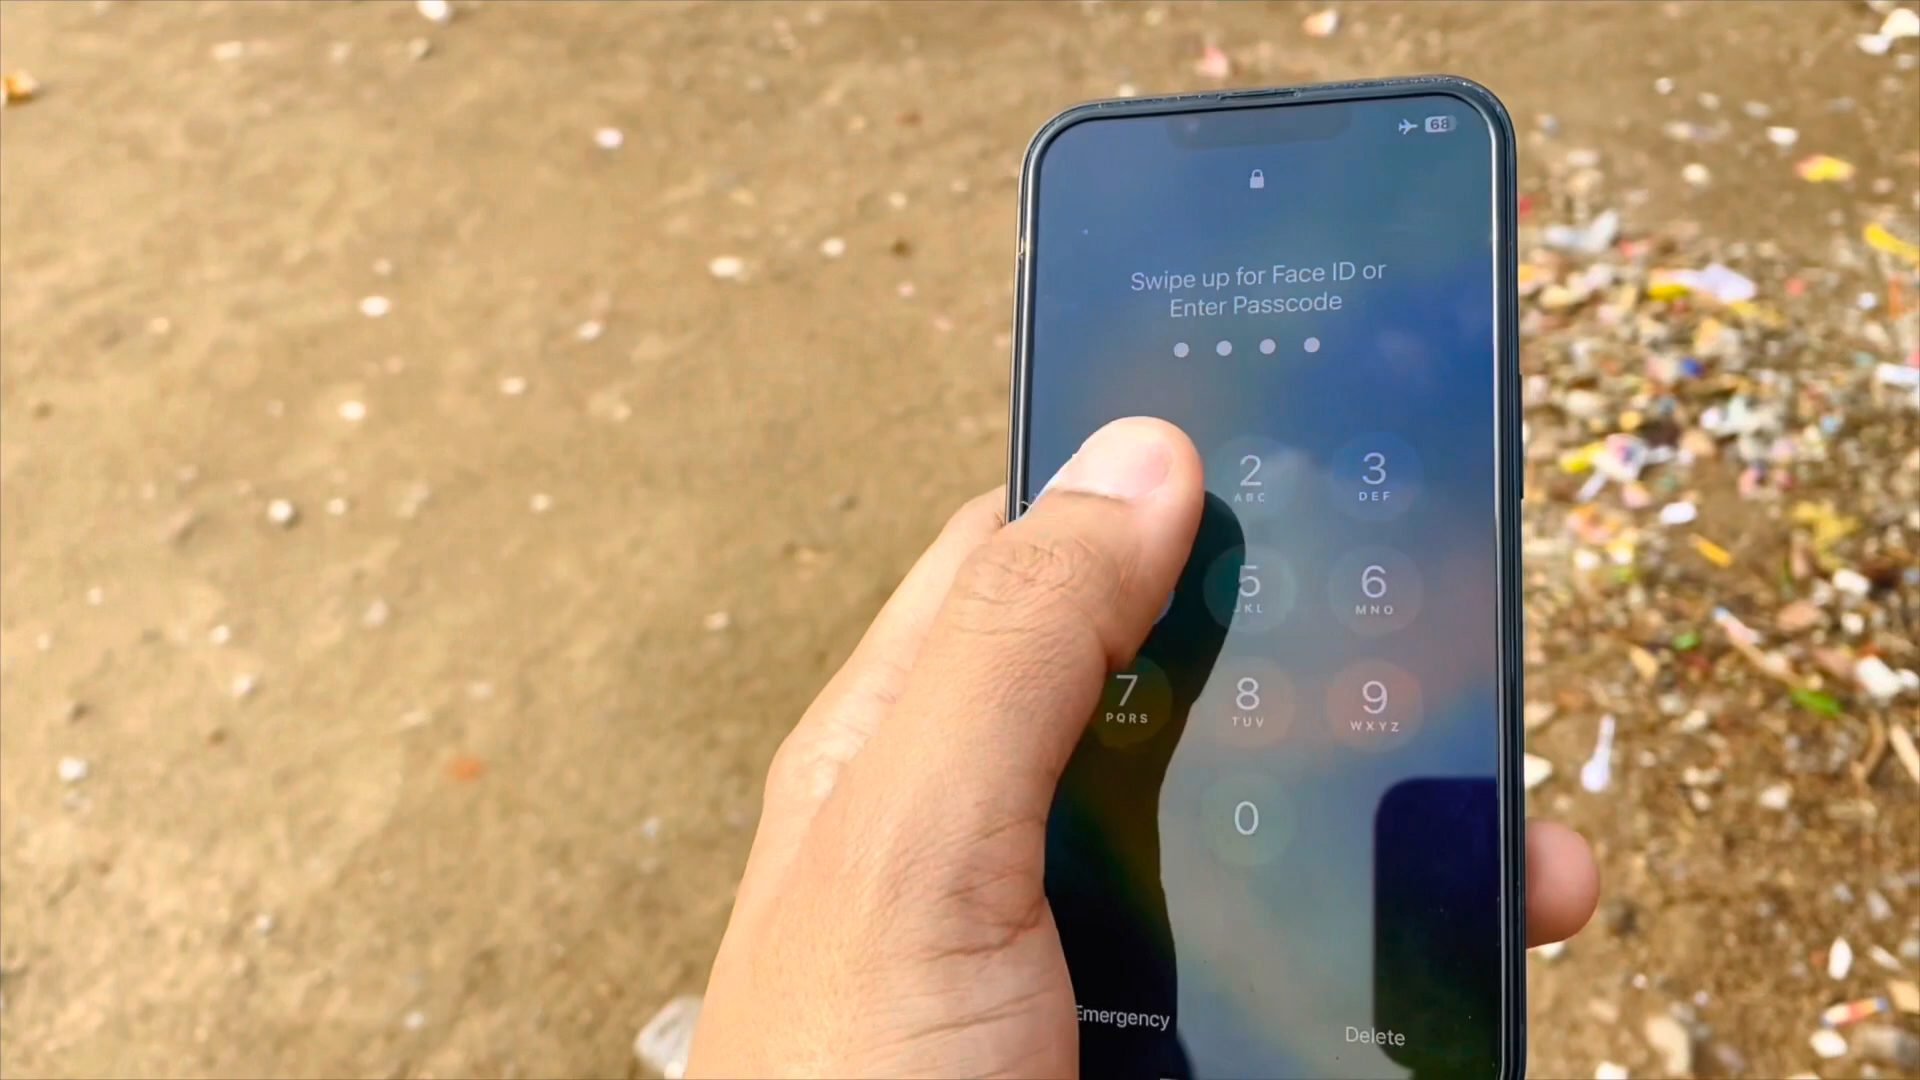 68
Swipe up for Face ID or
Enter Passcode
2
ABC
3
DEF
5
JKL
6
MNO
7
PQRS
8
TUV
9
WXYZ
0
Emergency
Delete